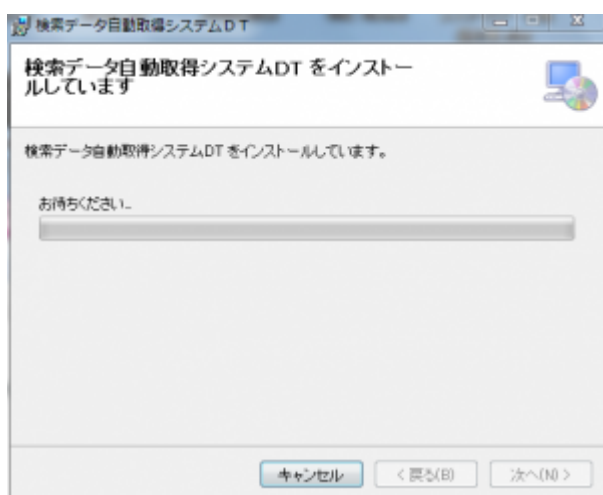 検索データ自動取得システムDT
検索データ自動取得システムDT をインストー
ルしています
検索データ自動取得システムDT をインストールしています。
お待ちください...
キャンセル
< 戻る(B)
次へ(N) >